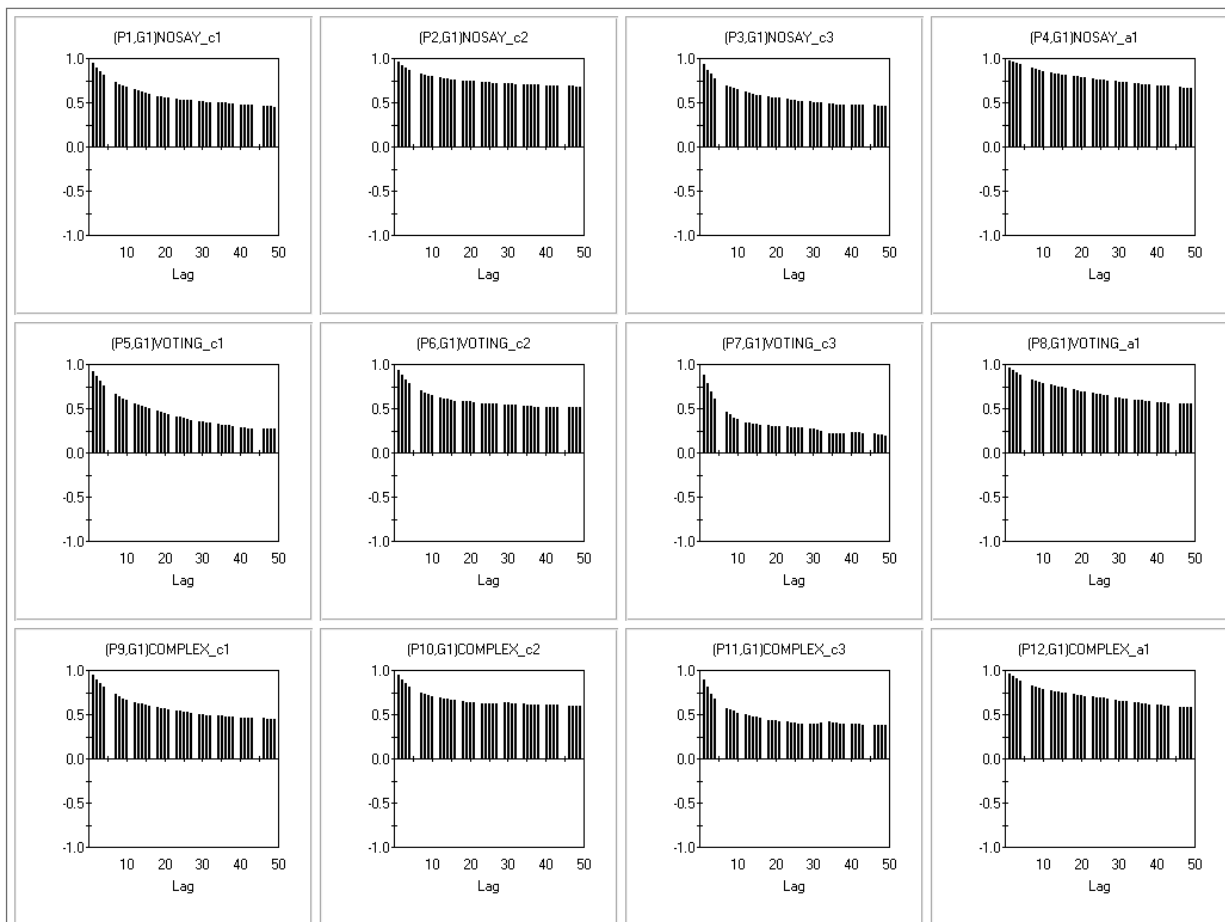 (P1,G1)NOSAY_c1
1.0
0.5
0.0
-0.5
-1.0
10 20 30 40 50
Lag
(P2,G1)NOSAY_c2
1.0
0.5
0.0
-0.5
-1.0
10 20 30 40 50
Lag
(P3,G1)NOSAY_c3
1.0
0.5
0.0
-0.5
-1.0
10 20 30 40 50
Lag
(P4,G1)NOSAY_a1
1.0
0.5
0.0
-0.5
-1.0
10 20 30 40 50
Lag
(P5,G1)VOTING_c1
1.0
0.5
0.0
-0.5
-1.0
10 20 30 40 50
Lag
(P6,G1)VOTING_c2
1.0
0.5
0.0
-0.5
-1.0
10 20 30 40 50
Lag
(P7,G1)VOTING_c3
1.0
0.5
0.0
-0.5
-1.0
10 20 30 40 50
Lag
(P8,G1)VOTING_a1
1.0
0.5
0.0
-0.5
-1.0
10 20 30 40 50
Lag
(P9,G1)COMPLEX_c1
1.0
0.5
0.0
-0.5
-1.0
10 20 30 40 50
Lag
(P10,G1)COMPLEX_c2
1.0
0.5
0.0
-0.5
-1.0
10 20 30 40 50
Lag
(P11,G1)COMPLEX_c3
1.0
0.5
0.0
-0.5
-1.0
10 20 30 40 50
Lag
(P12,G1)COMPLEX_a1
1.0
0.5
0.0
-0.5
-1.0
10 20 30 40 50
Lag